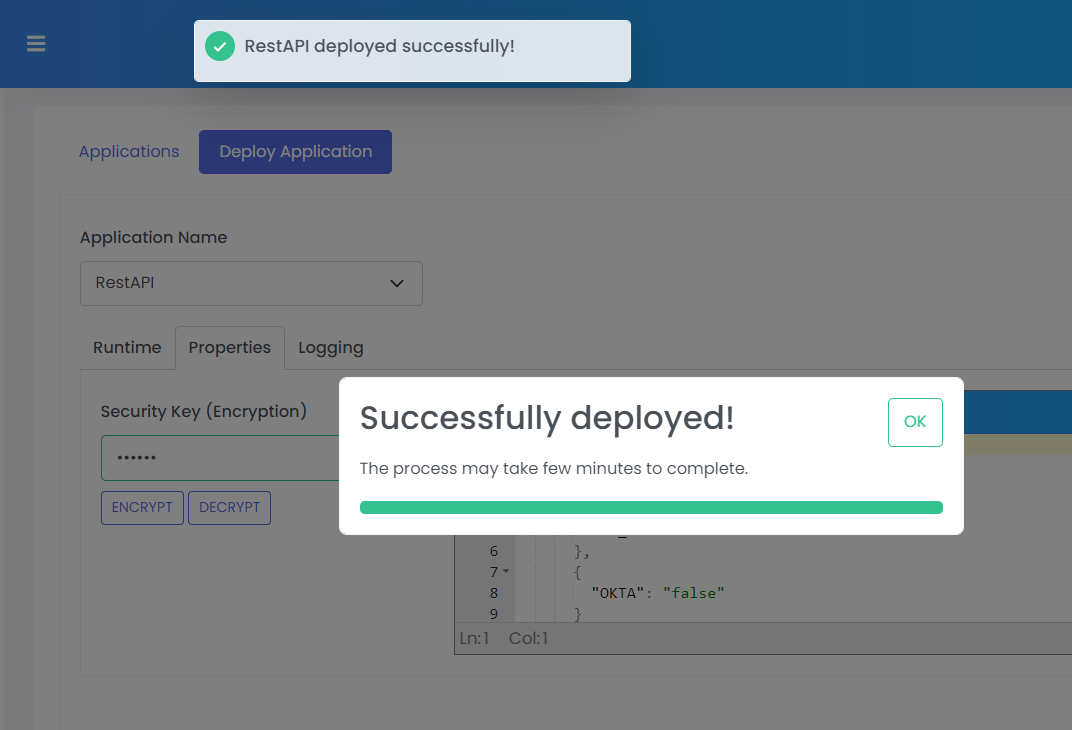 RestAPI deployed successfully!
Applications
Deploy Application
Application Name
RestAPI
Runtime
Properties
Logging
Security Key (Encryption)
••••••
ENCRYPT
DECRYPT
Successfully deployed!
OK
The process may take few minutes to complete.
6 },
7 {
8 "OKTA": "false"
9 }
Ln:1 Col:1